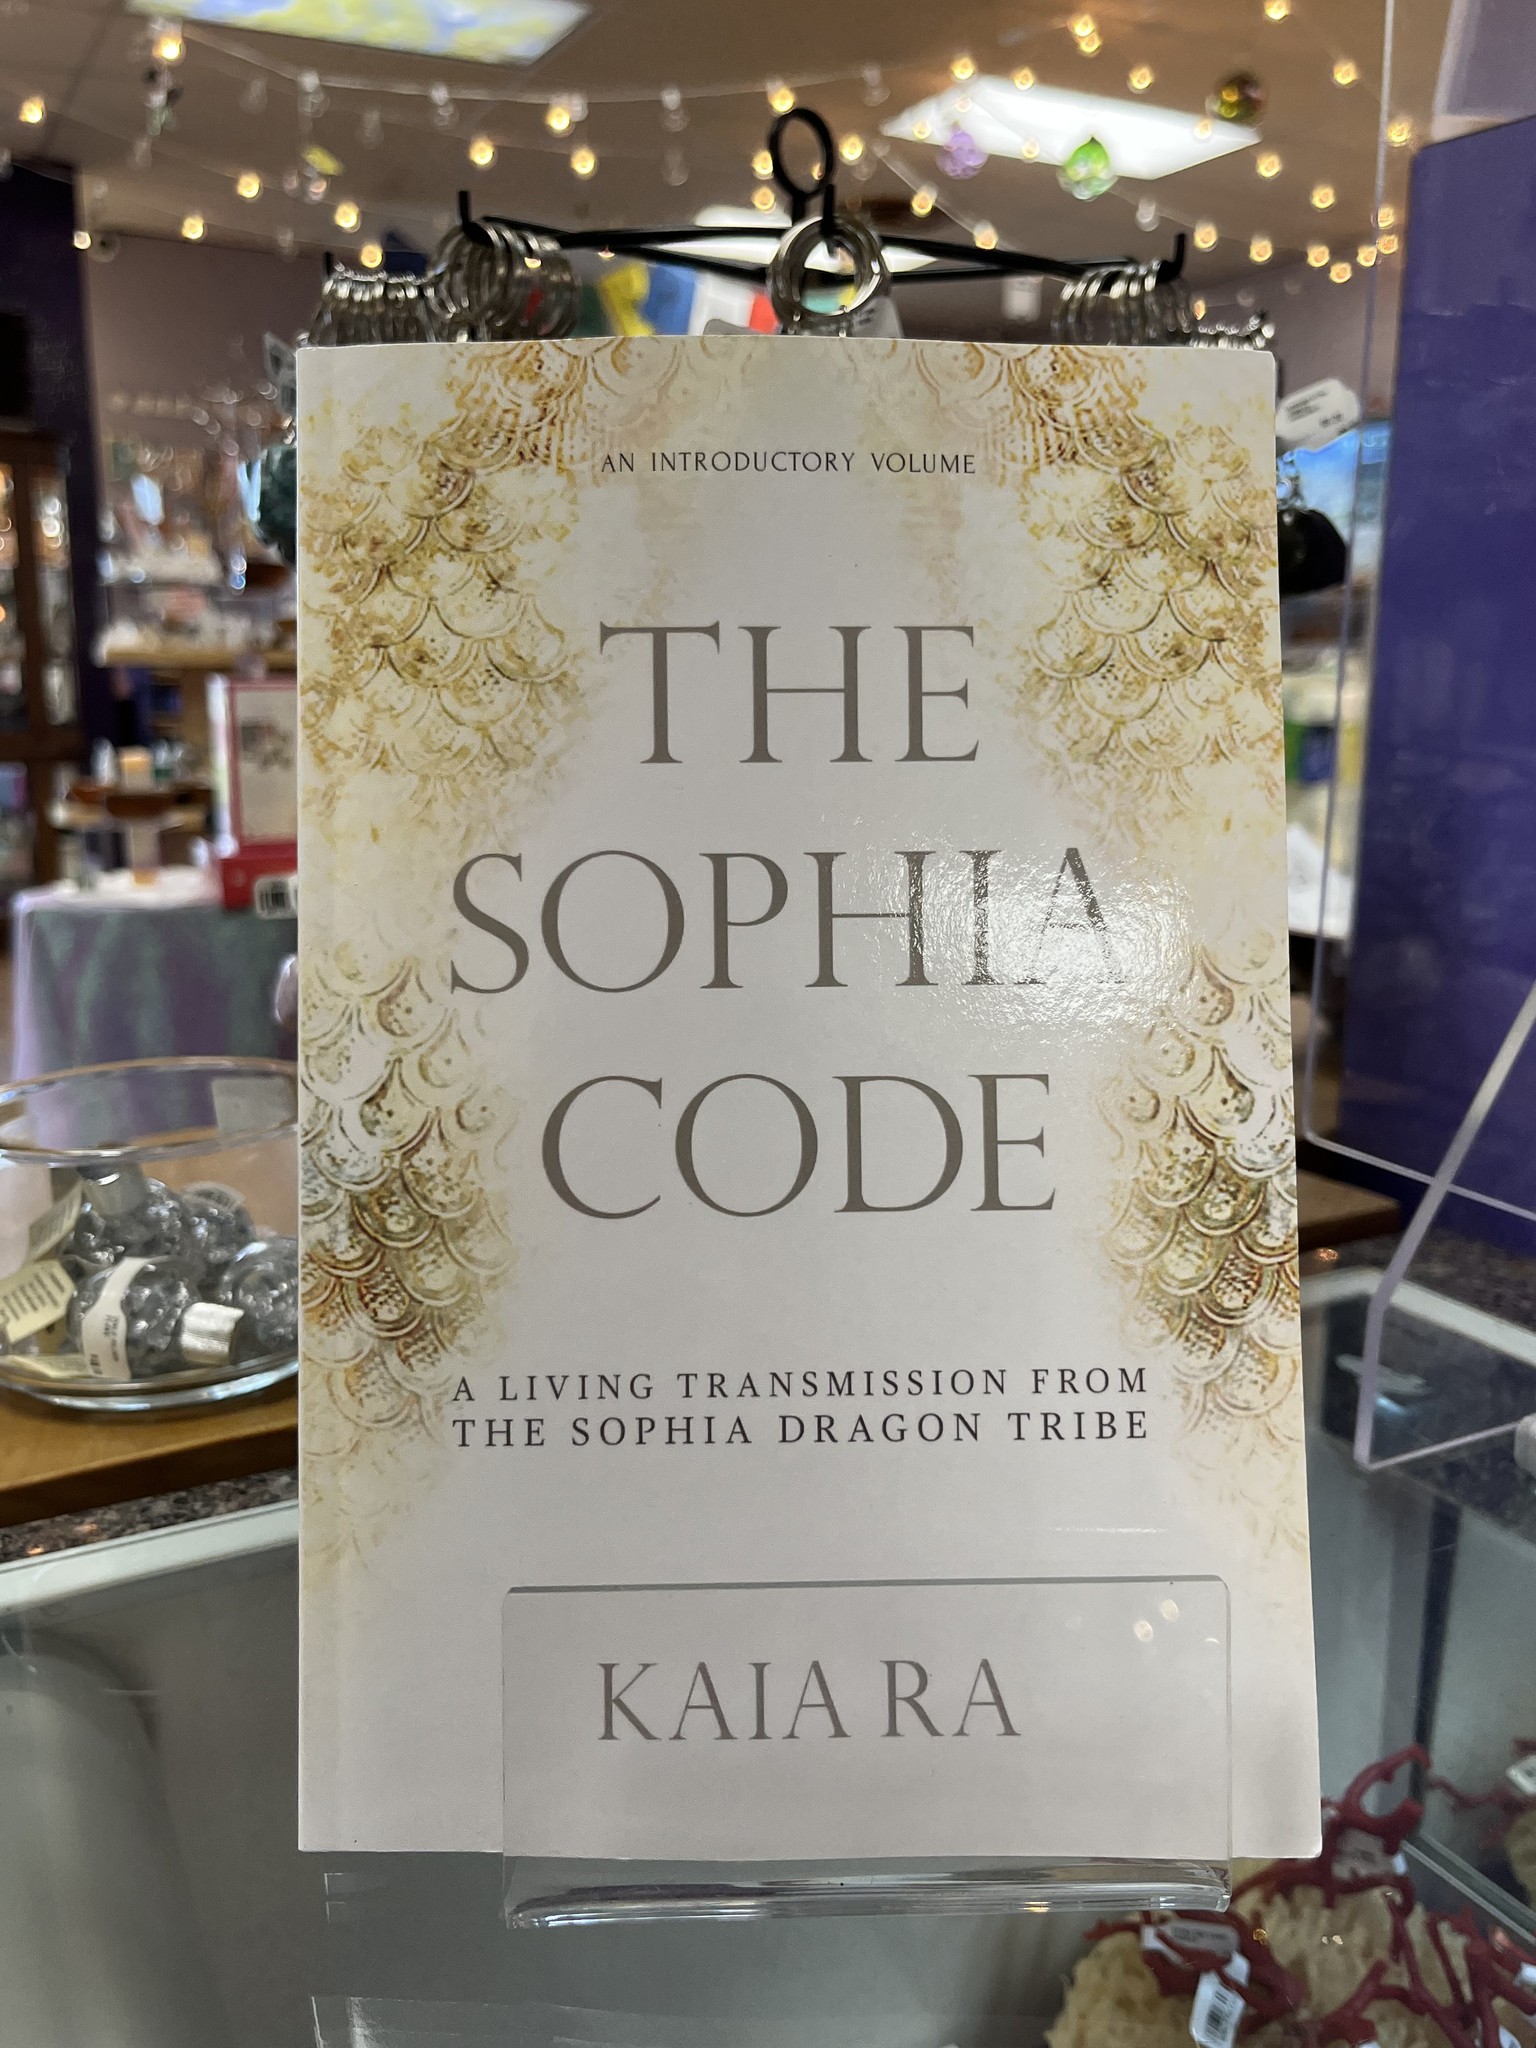 AN INTRODUCTORY VOLUME
THE
SOPHIA
CODE
A LIVING TRANSMISSION FROM
THE SOPHIA DRAGON TRIBE
KAIA RA